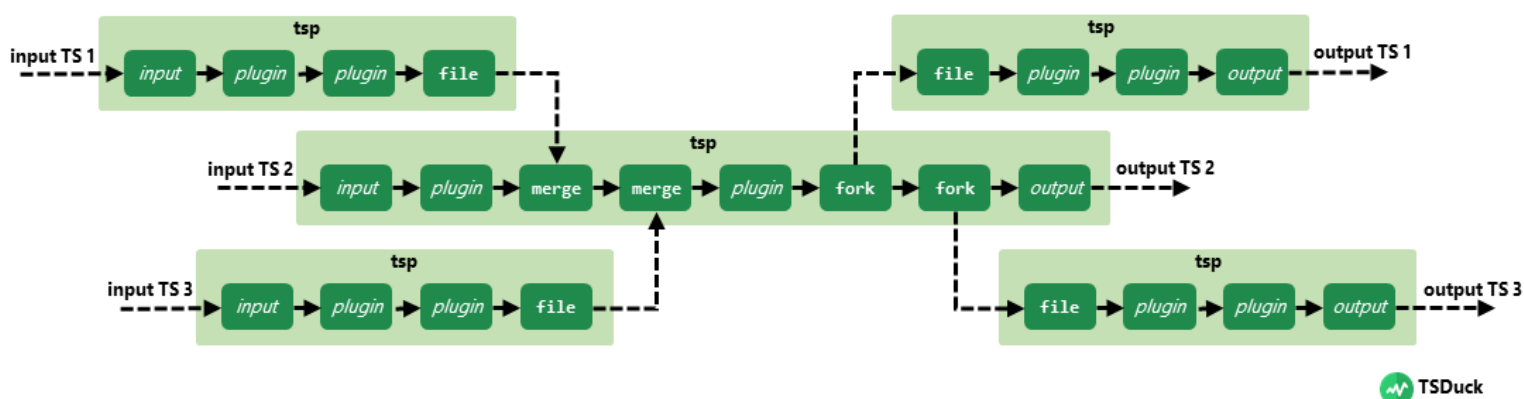 tsp
input TS 1
input plugin plugin file
tsp
file plugin plugin output
output TS 1
tsp
input TS 2
input plugin merge merge plugin fork fork output
output TS 2
tsp
input TS 3
input plugin plugin file
tsp
file plugin plugin output
output TS 3
TSDuck